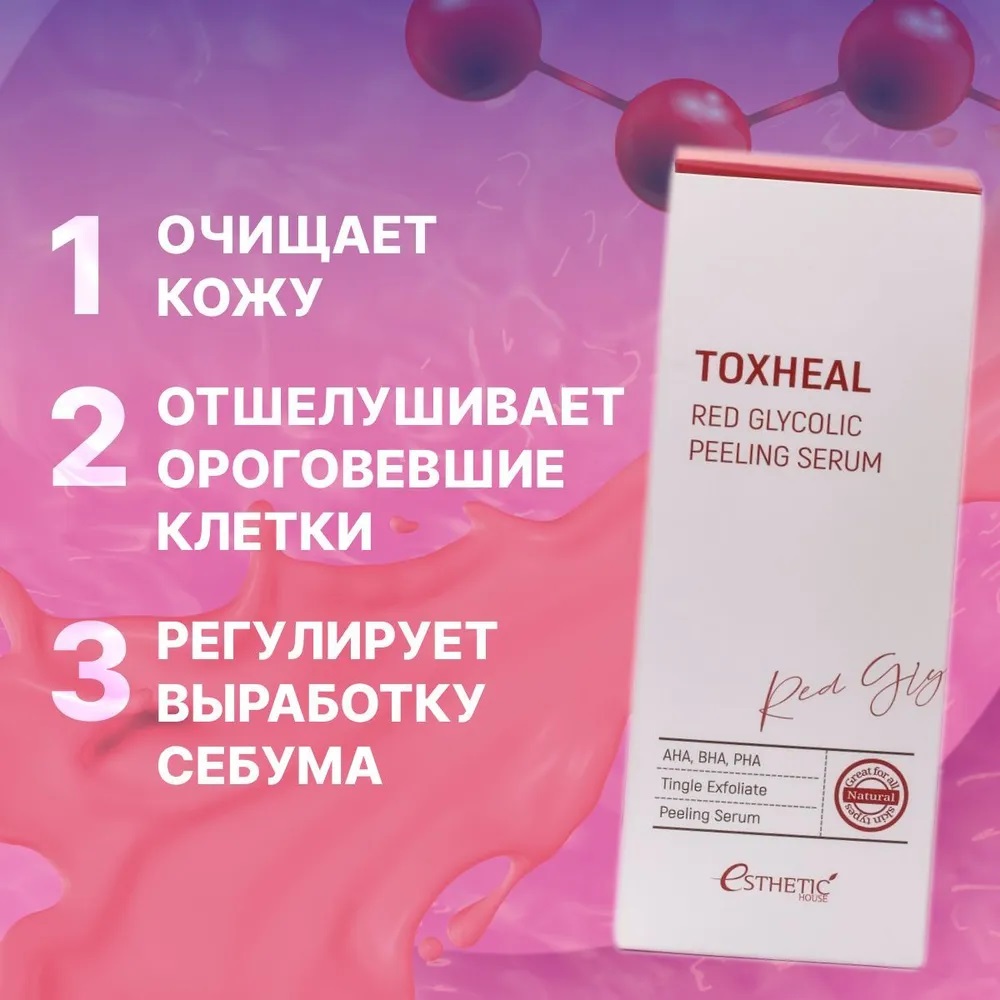 1 ОЧИЩАЕТ
КОЖУ
2 ОТШЕЛУШИВАЕТ
ОРОГОВЕВШИЕ
КЛЕТКИ
3 РЕГУЛИРУЕТ
ВЫРАБОТКУ
СЕБУМА
TOXHEAL
RED GLYCOLIC
PEELING SERUM
Red Gly
AHA, BHA, PHA
Tingle Exfoliate
Peeling Serum
Great for all
Natural
skin types
eSTHETIC
HOUSE